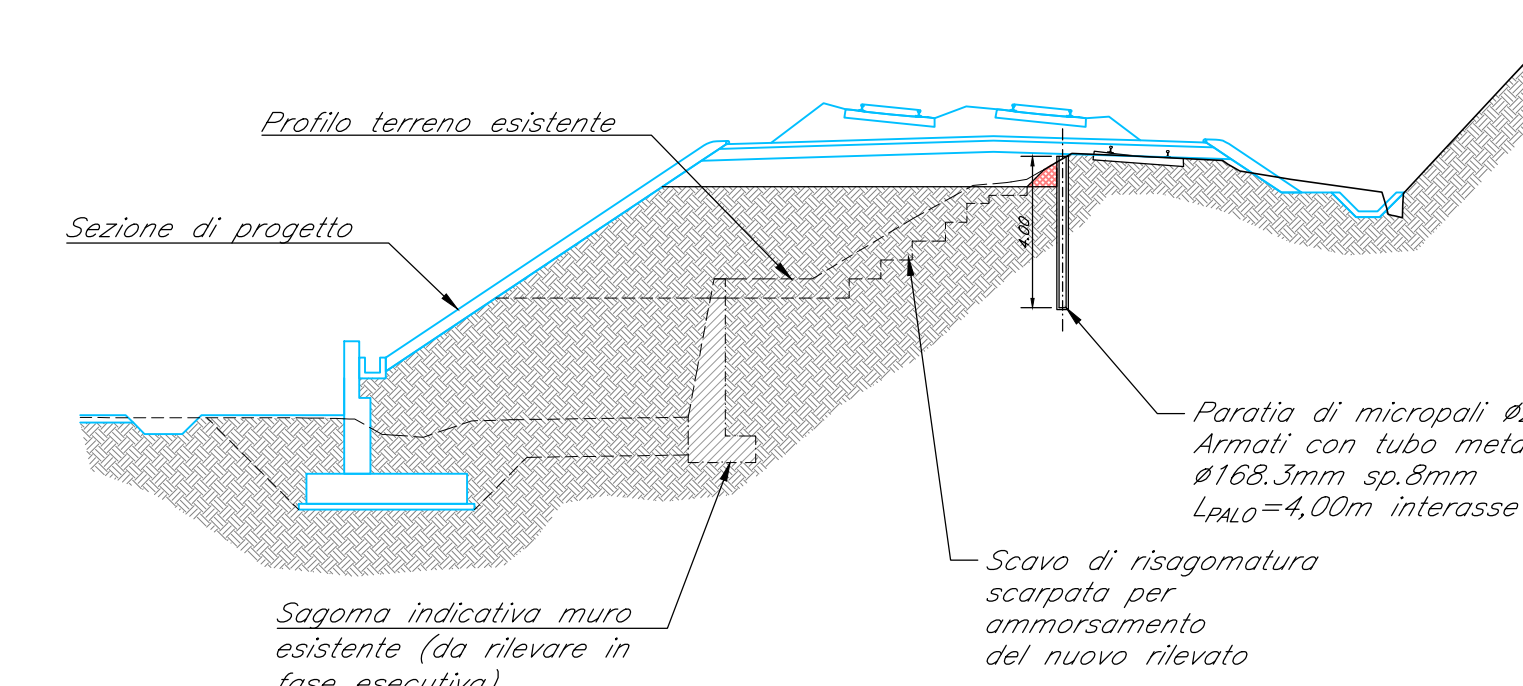 Profilo terreno esistente
Sezione di progetto
4.00
Paratia di micropali
Armati con tubo
ø168.3mm sp.8mm
LPALO=4,00m interasse
Scavo di risagomatura
scarpata per
ammorsamento
del nuovo rilevato
Sagoma indicativa muro
esistente (da rilevare in
fase esecutiva)